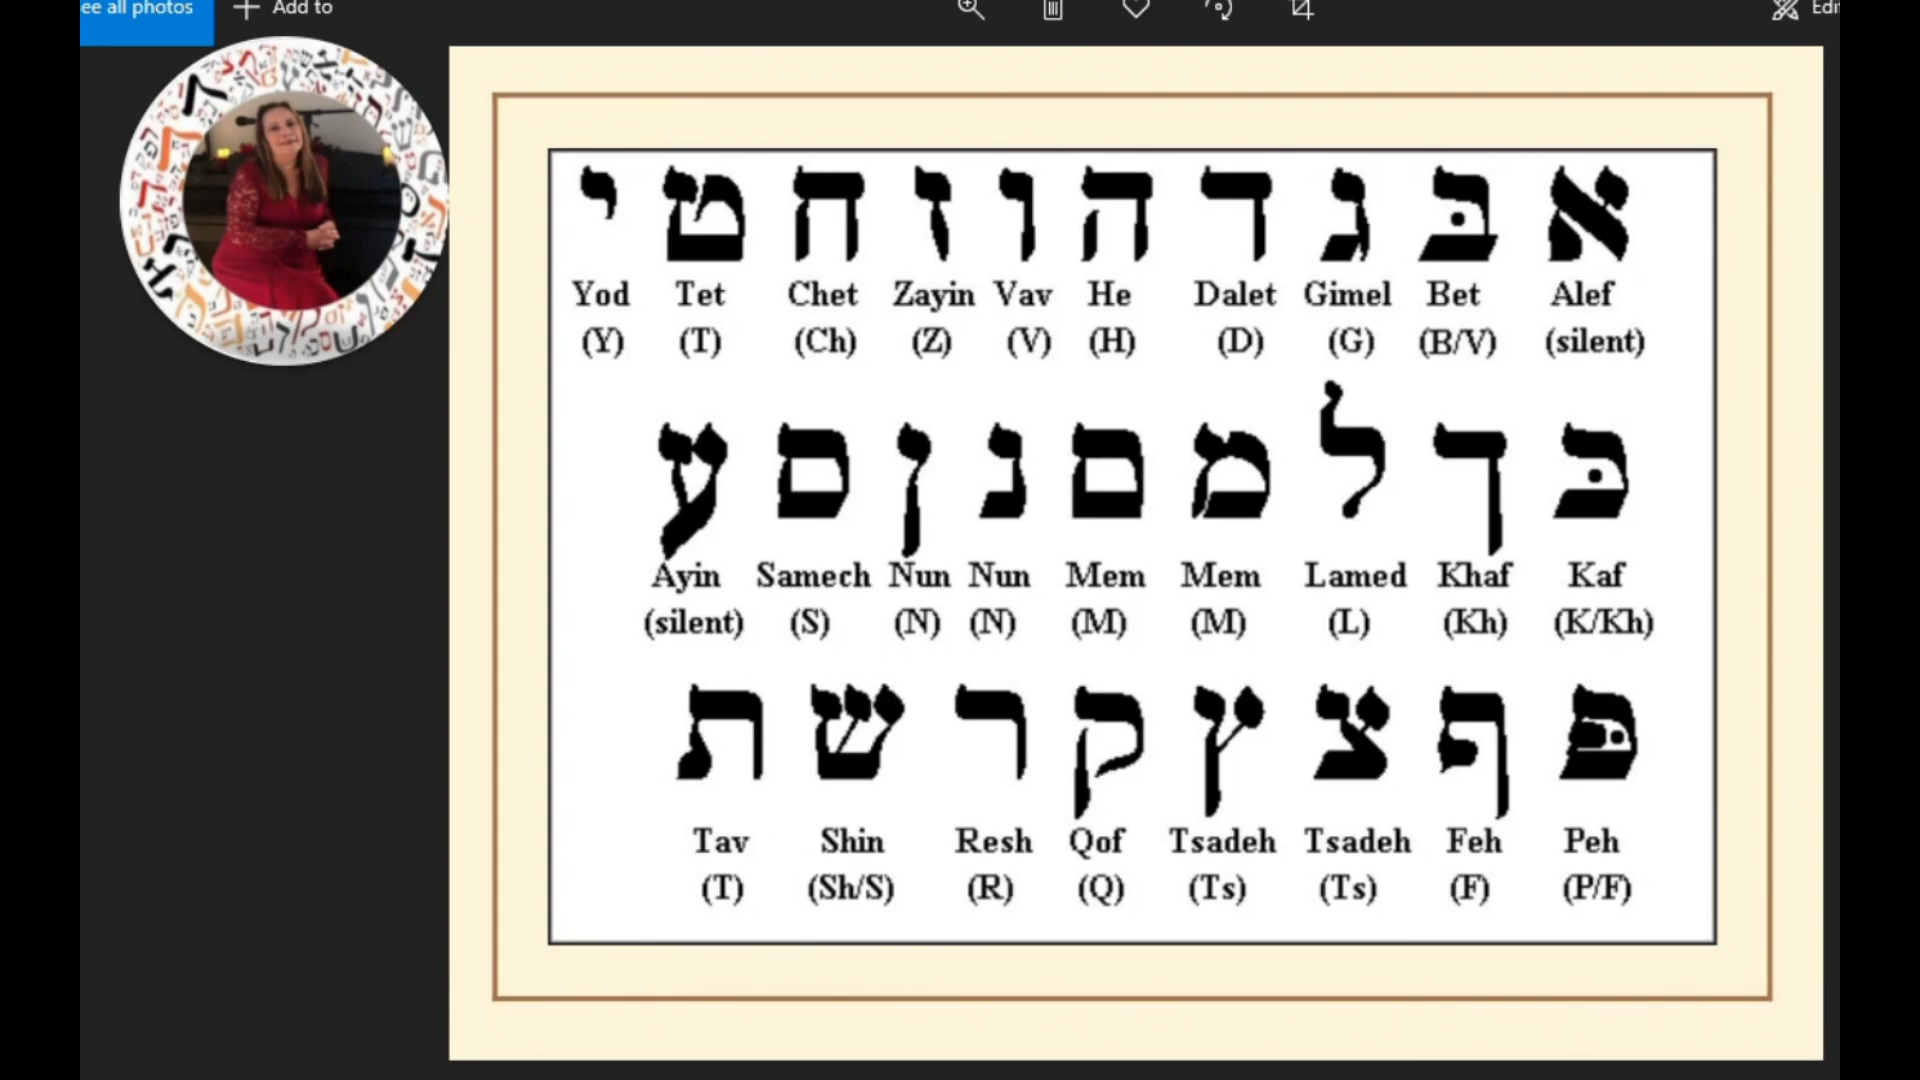 ee all photos
Add to
Edi
א בּ ג ד ה ו ז ח ט י
Yod Tet Chet Zayin Vav He Dalet Gimel Bet Alef
(Y) (T) (Ch) (Z) (V) (H) (D) (G) (B/V) (silent)
כּ ך ל מ ם נ ן ס ע
Ayin Samech Nun Nun Mem Mem Lamed Khaf Kaf
(silent) (S) (N) (N) (M) (M) (L) (Kh) (K/Kh)
פּ ף צ ץ ק ר ש ת
Tav Shin Resh Qof Tsadeh Tsadeh Feh Peh
(T) (Sh/S) (R) (Q) (Ts) (Ts) (F) (P/F)